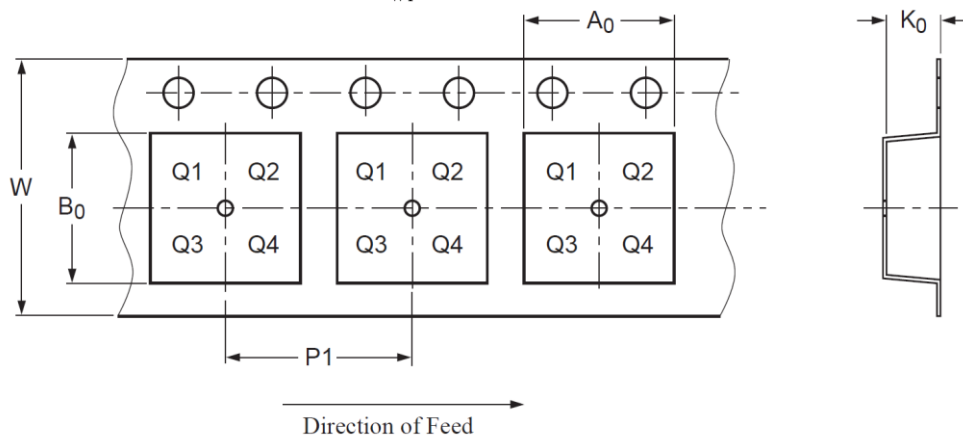 A0
K0
W
B0
Q1 Q2 Q1 Q2 Q1 Q2
Q3 Q4 Q3 Q4 Q3 Q4
P1
Direction of Feed